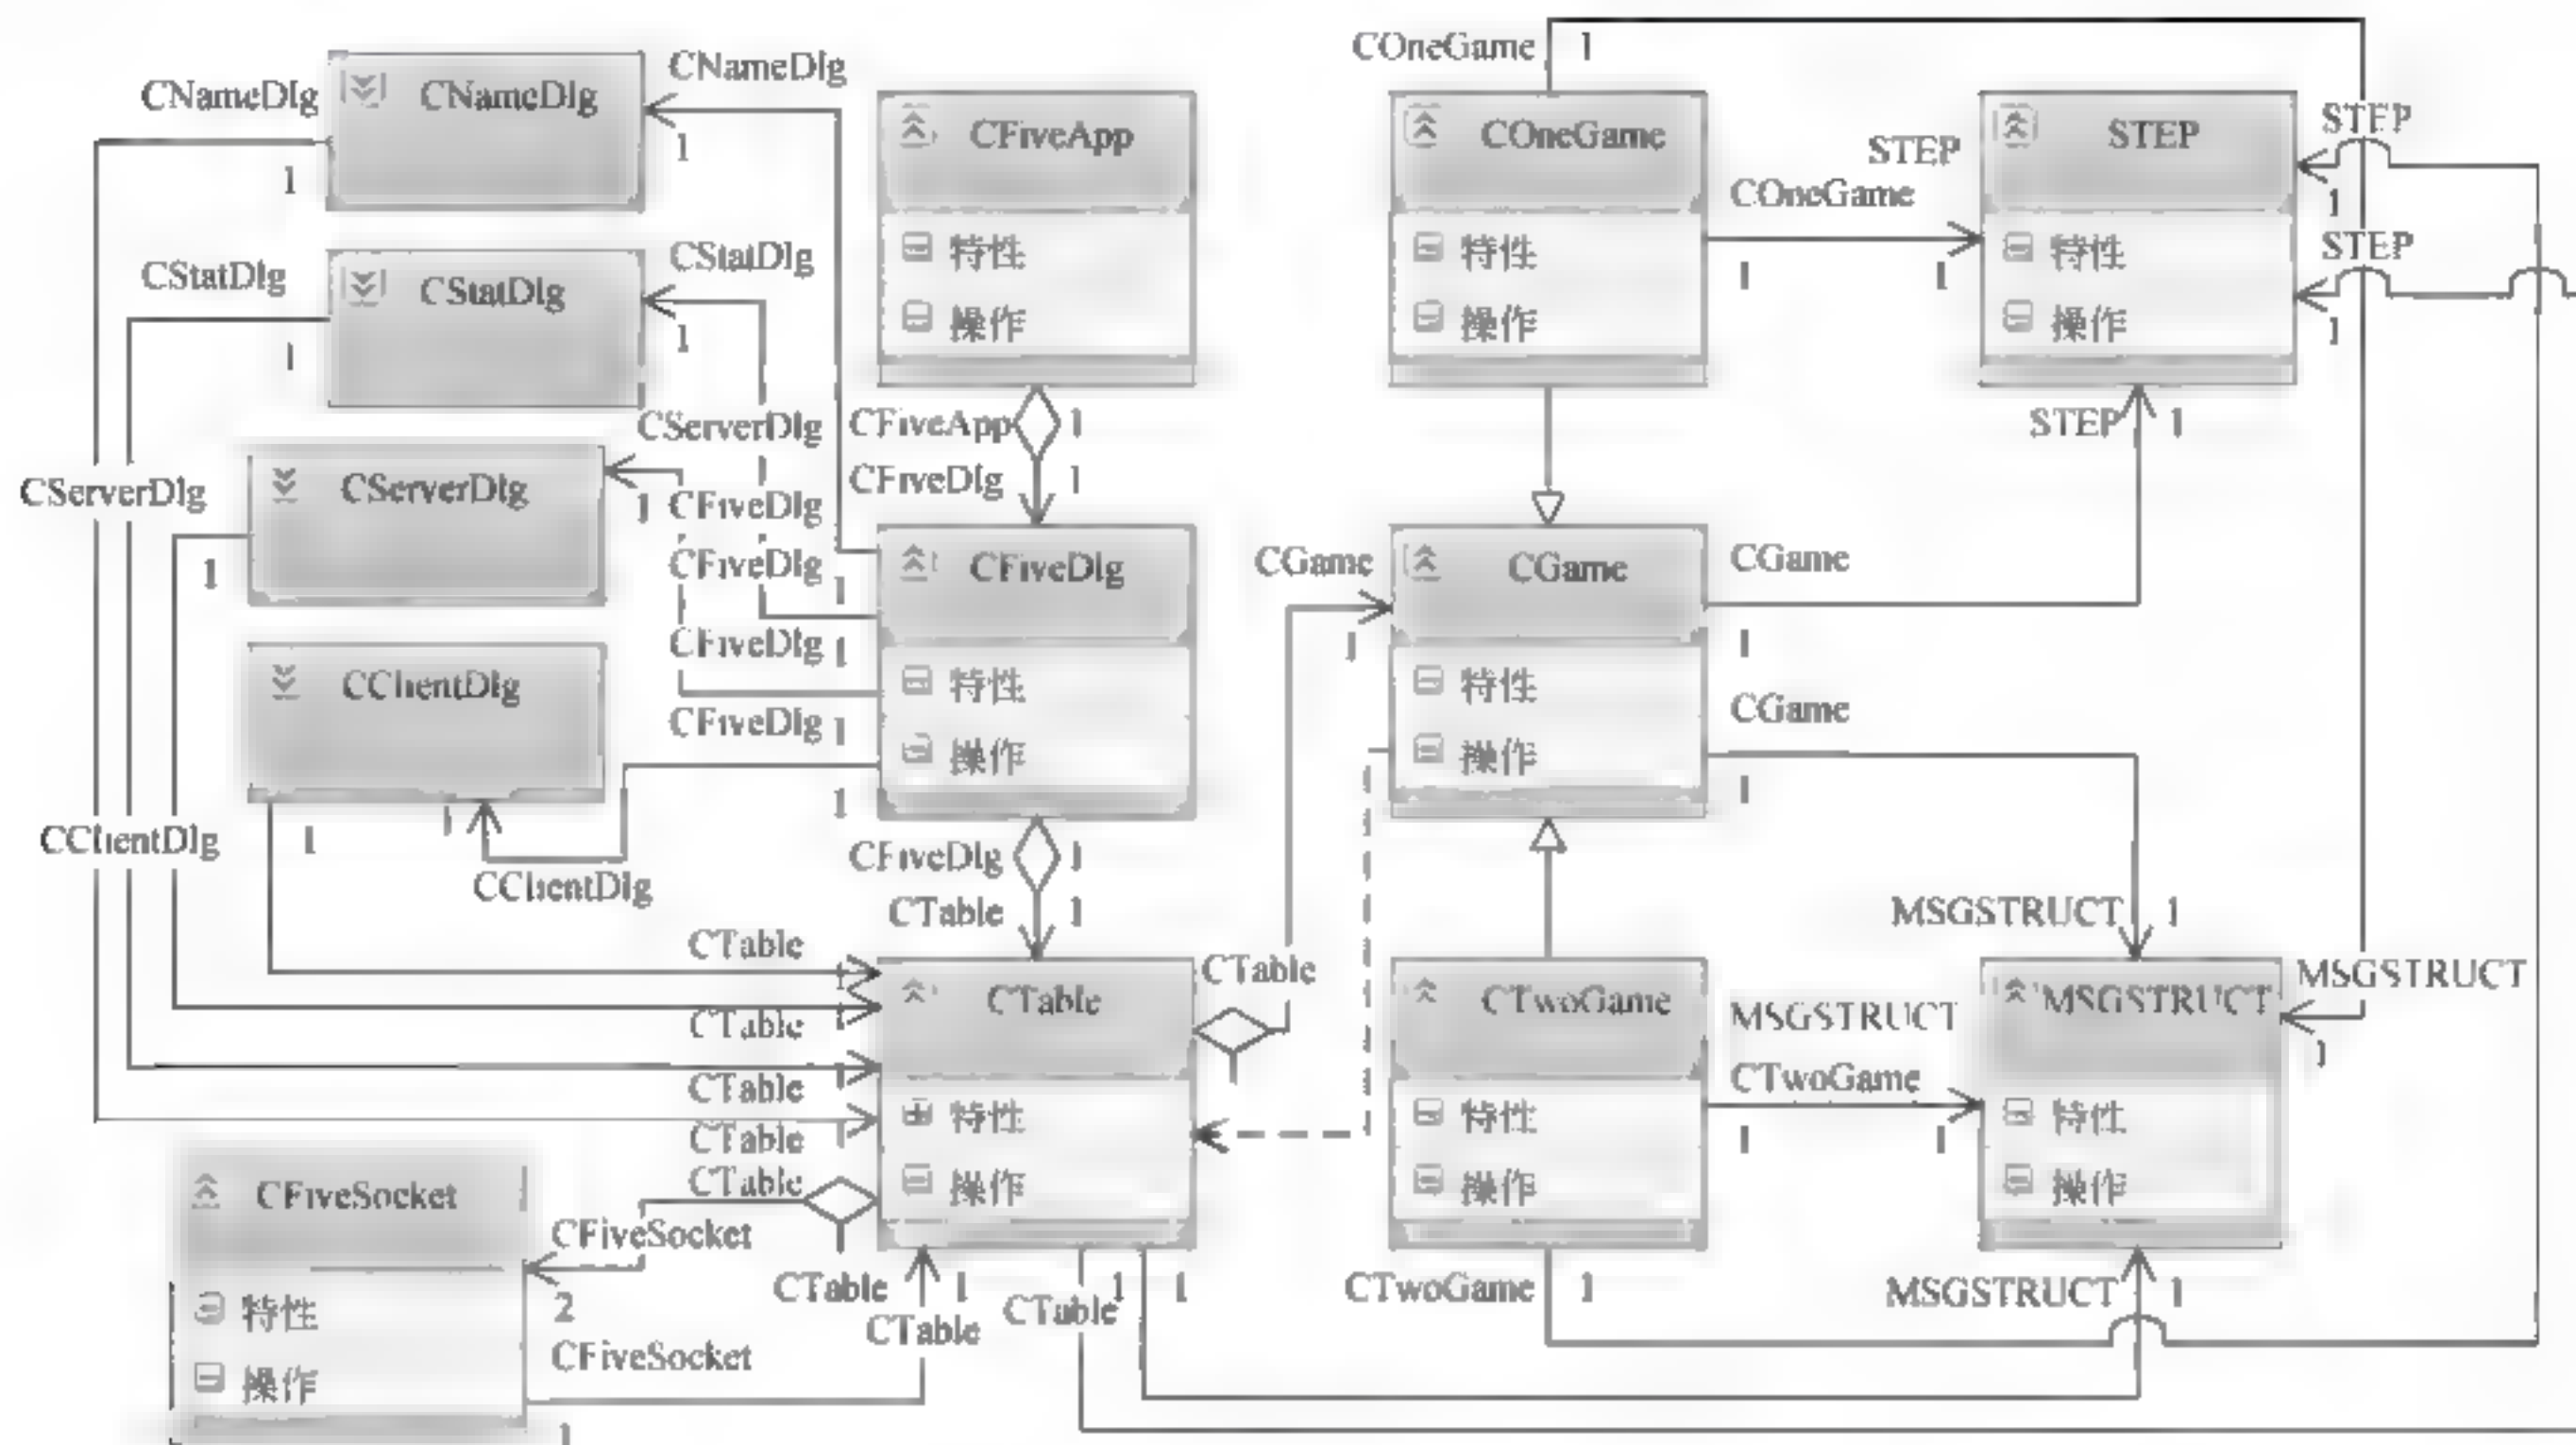 COneGame 1
CNameDlg
CNameDlg
CNameDlg
1
1
CFiveApp
特性
操作
COneGame
特性
操作
STEP
COneGame
1
1
STEP
特性
操作
STEP
1
STEP
1
CStatDlg
CStatDlg
CStatDlg
1
1
CServerDlg
CFiveApp 1
CFiveDlg 1
STEP 1
CServerDlg
CServerDlg
1
1
CFiveDlg
CFiveDlg 1
CFiveDlg 1
CFiveDlg 1
1
CFiveDlg
特性
操作
CGame
1
CGame
特性
操作
CGame
1
CGame
1
CClientDlg
CClientDlg
1
1
CClientDlg
CFiveDlg 1
CTable 1
MSGSTRUCT 1
CTable
CTable
CTable
CTable
CTable
CTable
特性
操作
CTable
CTwoGame
特性
操作
MSGSTRUCT
CTwoGame
1
1
MSGSTRUCT
特性
操作
MSGSTRUCT
1
CFiveSocket
特性
操作
CFiveSocket
2
CFiveSocket
1
CTable
1
CTable
CTable
1
1
CTwoGame 1
MSGSTRUCT 1